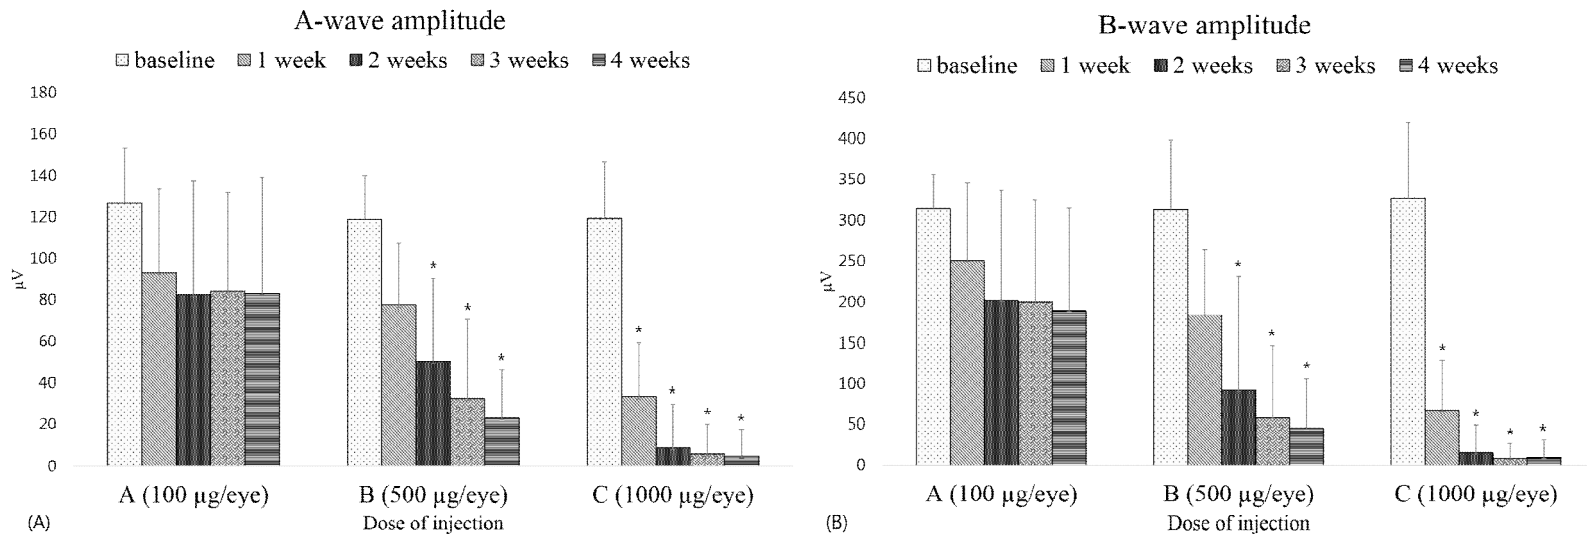 A-wave amplitude
baseline 1 week 2 weeks 3 weeks 4 weeks
180
160
140
120
100
80
60
40
20
0
µV
* * *
* * * *
A (100 µg/eye) B (500 µg/eye) C (1000 µg/eye)
Dose of injection
(A)
B-wave amplitude
baseline 1 week 2 weeks 3 weeks 4 weeks
450
400
350
300
250
200
150
100
50
0
µV
* * *
* * * *
A (100 µg/eye) B (500 µg/eye) C (1000 µg/eye)
Dose of injection
(B)